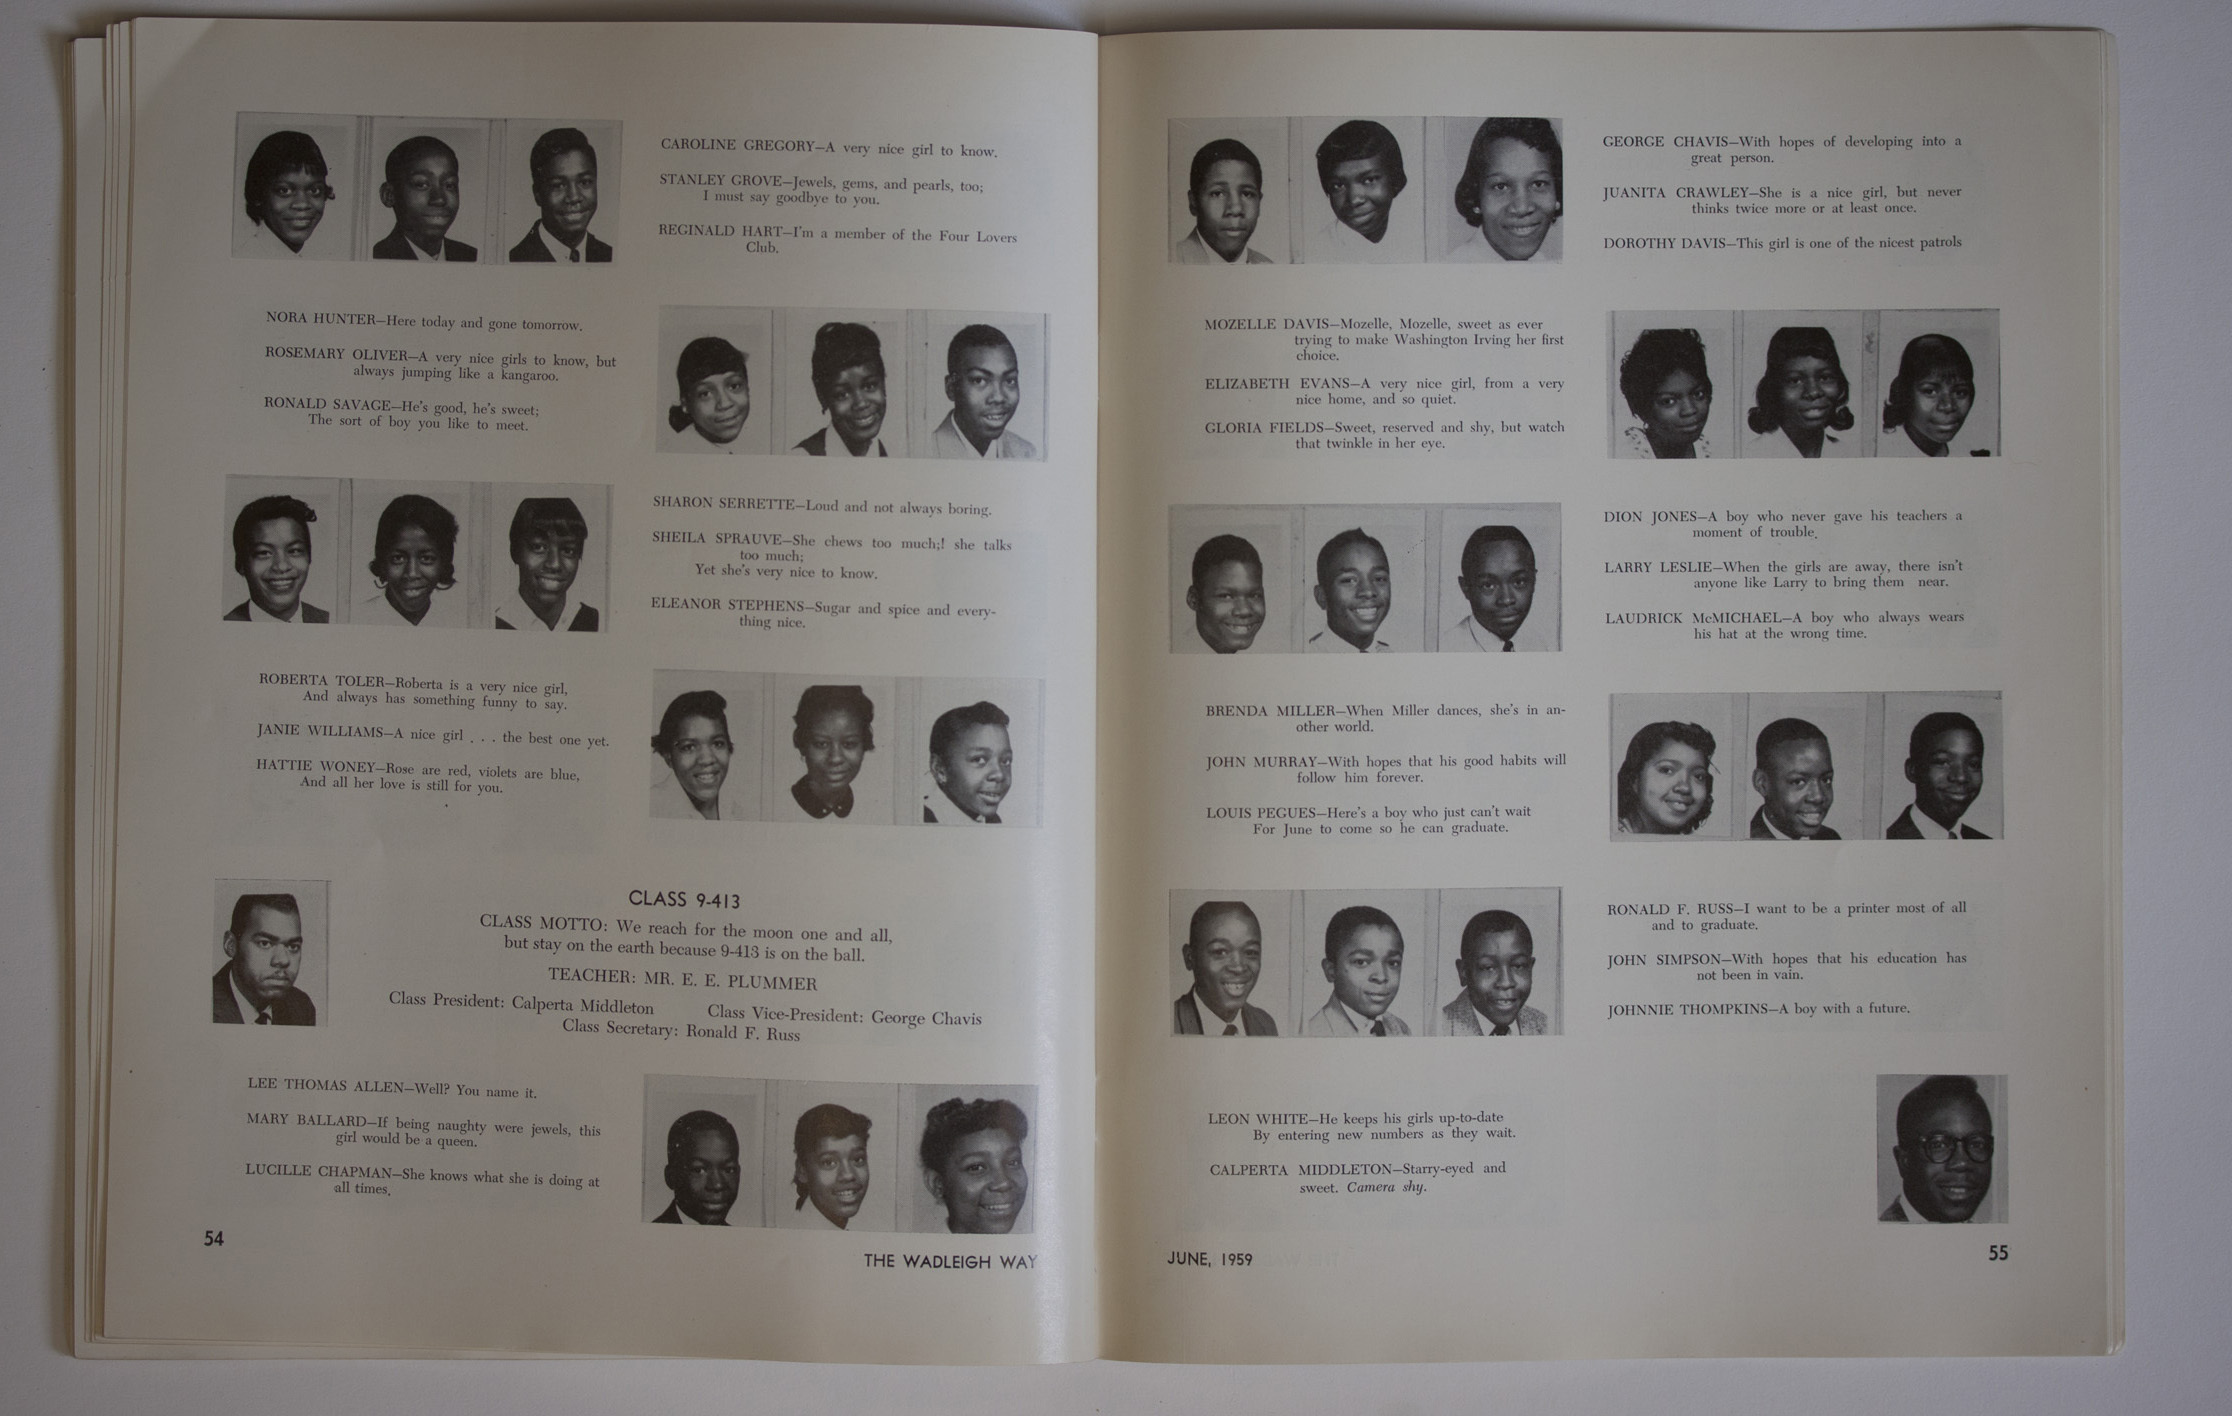 CAROLINE GREGORY—A very nice girl to know.
STANLEY GROVE—Jewels, gems, and pearls, too;
I must say goodbye to you.
REGINALD HART—I'm a member of the Four Lovers
Club.
NORA HUNTER—Here today and gone tomorrow.
ROSEMARY OLIVER—A very nice girls to know, but
always jumping like a kangaroo.
RONALD SAVAGE—He's good, he's sweet;
The sort of boy you like to meet.
SHARON SERRETTE—Loud and not always boring.
SHEILA SPRAUVE—She chews too much;! she talks
too much;
Yet she's very nice to know.
ELEANOR STEPHENS—Sugar and spice and every-
thing nice.
ROBERTA TOLER—Roberta is a very nice girl,
And always has something funny to say.
JANIE WILLIAMS—A nice girl . . . the best one yet.
HATTIE WONEY—Rose are red, violets are blue,
And all her love is still for you.
CLASS 9-413
CLASS MOTTO: We reach for the moon one and all,
but stay on the earth because 9-413 is on the ball.
TEACHER: MR. E. E. PLUMMER
Class President: Calperta Middleton Class Vice-President: George Chavis
Class Secretary: Ronald F. Russ
LEE THOMAS ALLEN—Well? You name it.
MARY BALLARD—If being naughty were jewels, this
girl would be a queen.
LUCILLE CHAPMAN—She knows what she is doing at
all times.
54
THE WADLEIGH WAY
GEORGE CHAVIS—With hopes of developing into a
great person.
JUANITA CRAWLEY—She is a nice girl, but never
thinks twice more or at least once.
DOROTHY DAVIS—This girl is one of the nicest patrols
MOZELLE DAVIS—Mozelle, Mozelle, sweet as ever
trying to make Washington Irving her first
choice.
ELIZABETH EVANS—A very nice girl, from a very
nice home, and so quiet.
GLORIA FIELDS—Sweet, reserved and shy, but watch
that twinkle in her eye.
DION JONES—A boy who never gave his teachers a
moment of trouble.
LARRY LESLIE—When the girls are away, there isn't
anyone like Larry to bring them near.
LAUDRICK McMICHAEL—A boy who always wears
his hat at the wrong time.
BRENDA MILLER—When Miller dances, she's in an-
other world.
JOHN MURRAY—With hopes that his good habits will
follow him forever.
LOUIS PEGUES—Here's a boy who just can't wait
For June to come so he can graduate.
RONALD F. RUSS—I want to be a printer most of all
and to graduate.
JOHN SIMPSON—With hopes that his education has
not been in vain.
JOHNNIE THOMPKINS—A boy with a future.
LEON WHITE—He keeps his girls up-to-date
By entering new numbers as they wait.
CALPERTA MIDDLETON—Starry-eyed and
sweet. Camera shy.
JUNE, 1959
55